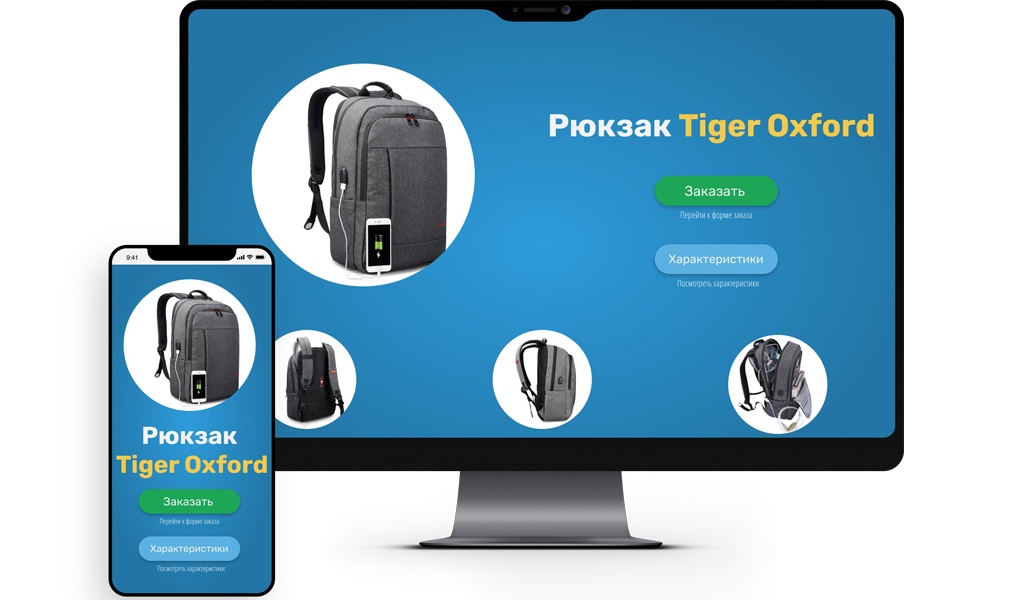 Рюкзак Tiger Oxford
Заказать
Перейти к форме заказа
Характеристики
Посмотреть характеристики
9:41
Рюкзак
Tiger Oxford
Заказать
Перейти к форме заказа
Характеристики
Посмотреть характеристики